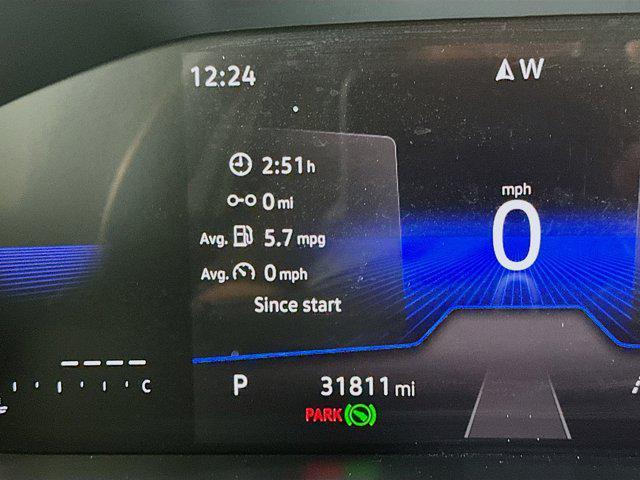 12:24
W
2:51h
0 mi
mph
0
Avg. 5.7 mpg
Avg. 0 mph
Since start
C
P
31811 mi
PARK